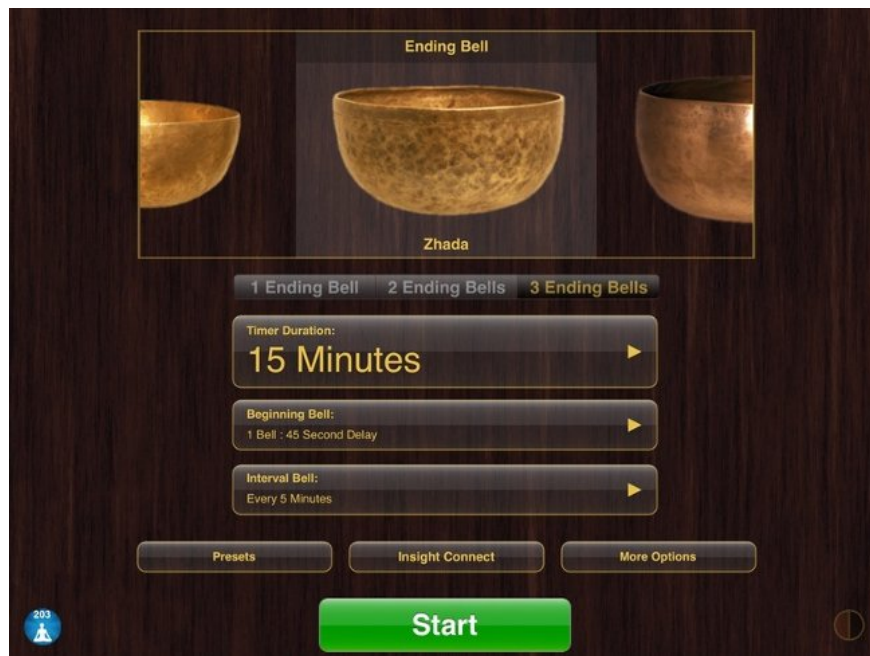 Ending Bell
Zhada
1 Ending Bell 2 Ending Bells 3 Ending Bells
Timer Duration:
15 Minutes
Beginning Bell:
1 Bell : 45 Second Delay
Interval Bell:
Every 5 Minutes
Presets Insight Connect More Options
203
Start